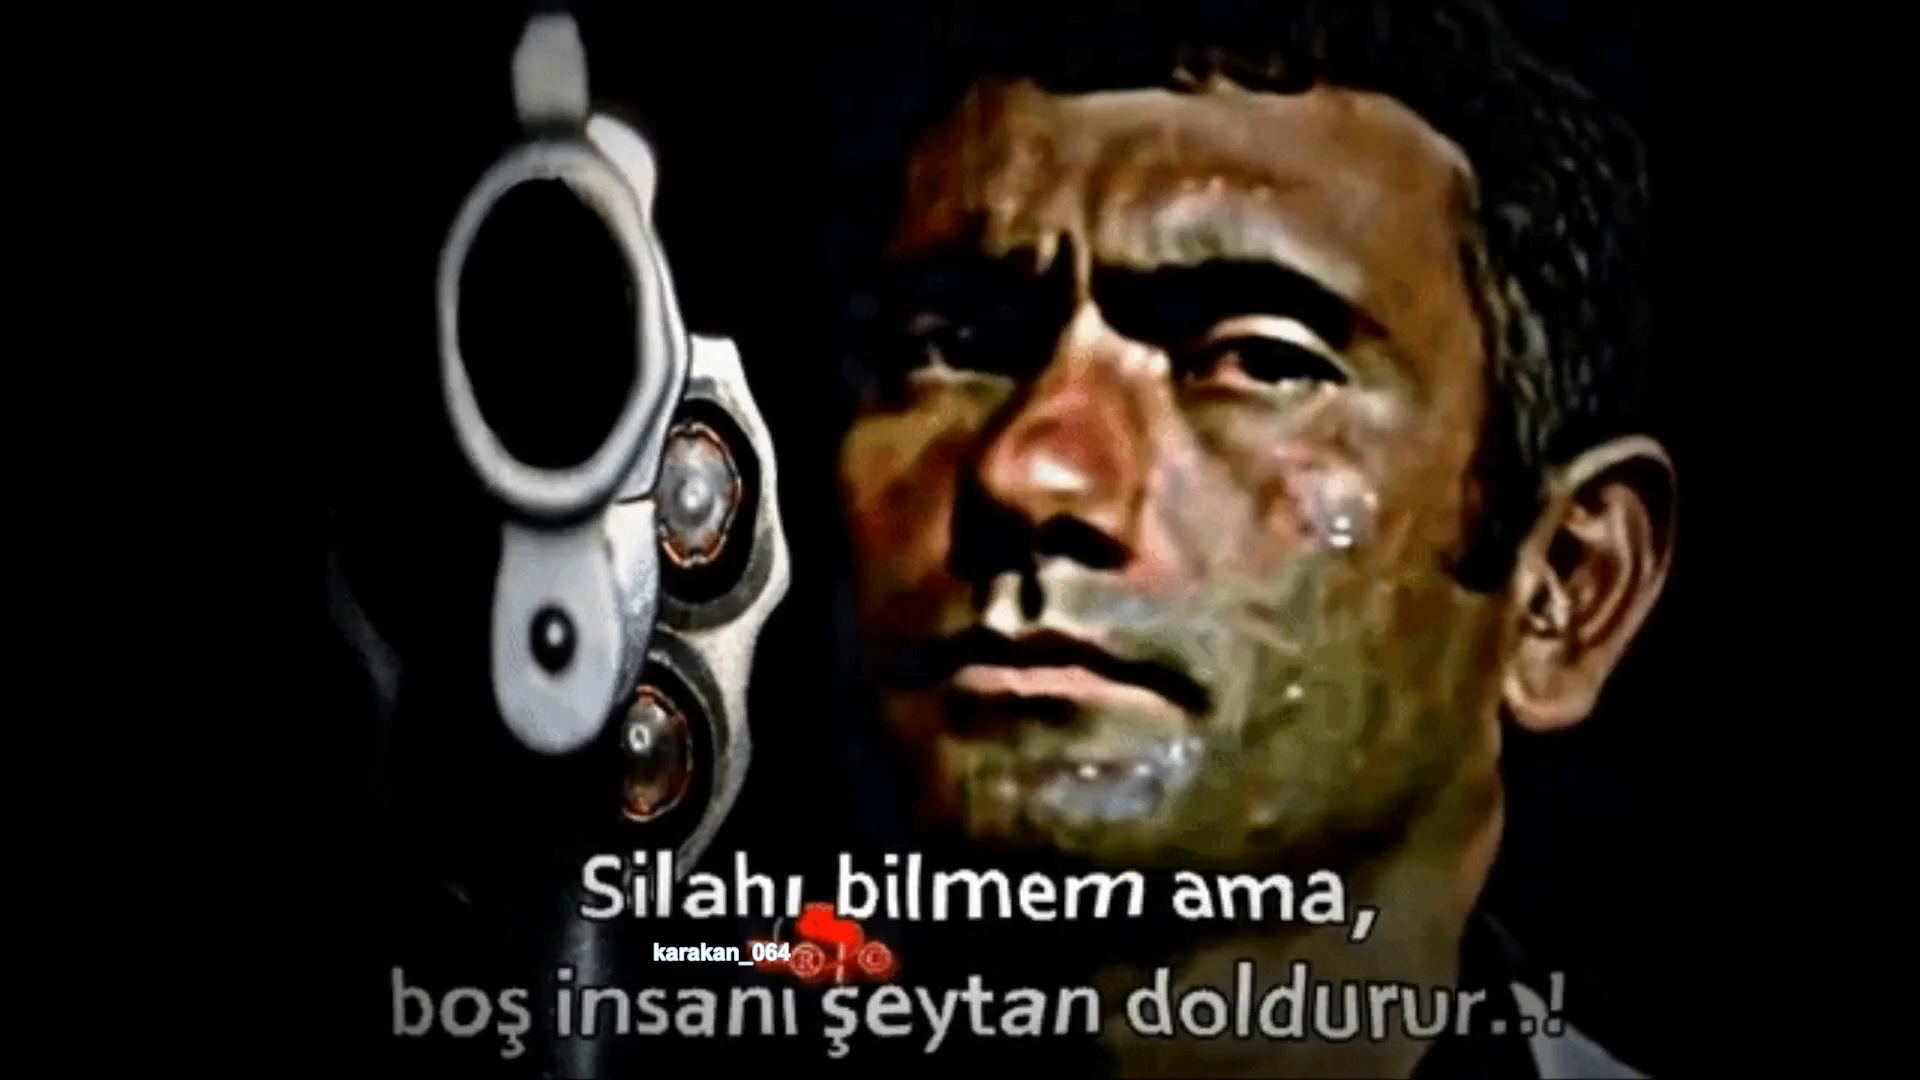 Silahı bilmem ama,
karakan_064 ® ©
boş insanı şeytan doldurur..!